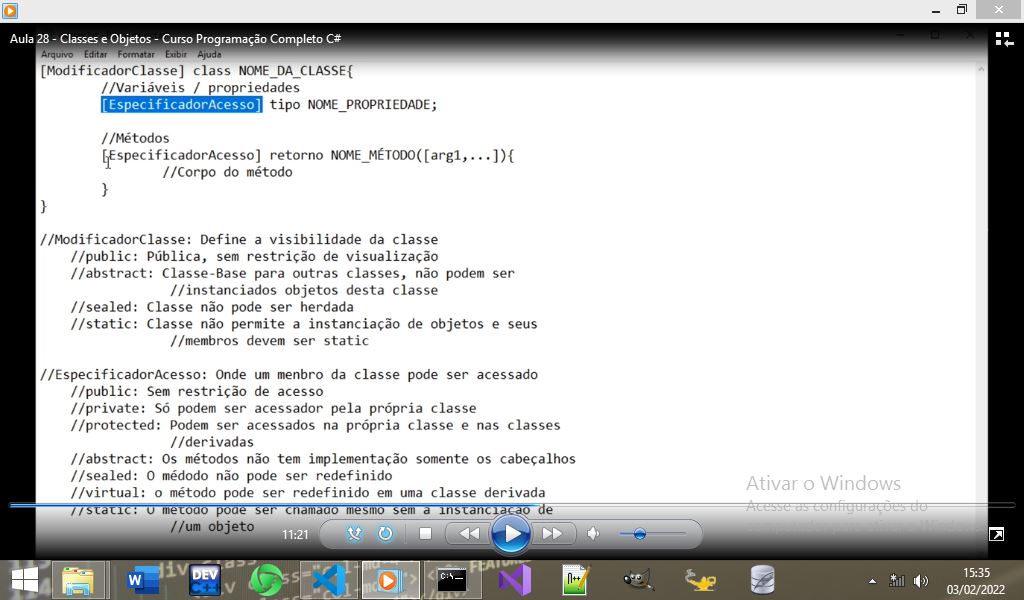 Aula 28 - Classes e Objetos - Curso Programação Completo C#
Arquivo Editar Formatar Exibir Ajuda
[ModificadorClasse] class NOME_DA_CLASSE{
//Variáveis / propriedades
[EspecificadorAcesso] tipo NOME_PROPRIEDADE;
//Métodos
[EspecificadorAcesso] retorno NOME_MÉTODO([arg1,...]){
//Corpo do método
}
}
//ModificadorClasse: Define a visibilidade da classe
//public: Pública, sem restrição de visualização
//abstract: Classe-Base para outras classes, não podem ser
//instanciados objetos desta classe
//sealed: Classe não pode ser herdada
//static: Classe não permite a instanciação de objetos e seus
//membros devem ser static
//EspecificadorAcesso: Onde um menbro da classe pode ser acessado
//public: Sem restrição de acesso
//private: Só podem ser acessador pela própria classe
//protected: Podem ser acessados na própria classe e nas classes
//derivadas
//abstract: Os métodos não tem implementação somente os cabeçalhos
//sealed: O médodo não pode ser redefinido
//virtual: o método pode ser redefinido em uma classe derivada
//static: O método pode ser chamado mesmo sem a instanciação de
//um objeto
Ativar o Windows
Acesse as configurações do
11:21
W
DEV
C++
15:35
03/02/2022